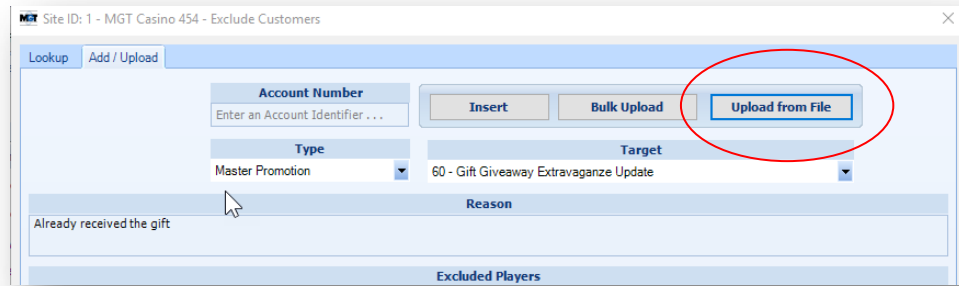 MGT Site ID: 1 - MGT Casino 454 - Exclude Customers
Lookup Add / Upload
Account Number
Enter an Account Identifier . . .
Insert Bulk Upload Upload from File
Type Target
Master Promotion 60 - Gift Giveaway Extravaganze Update
Reason
Already received the gift
Excluded Players